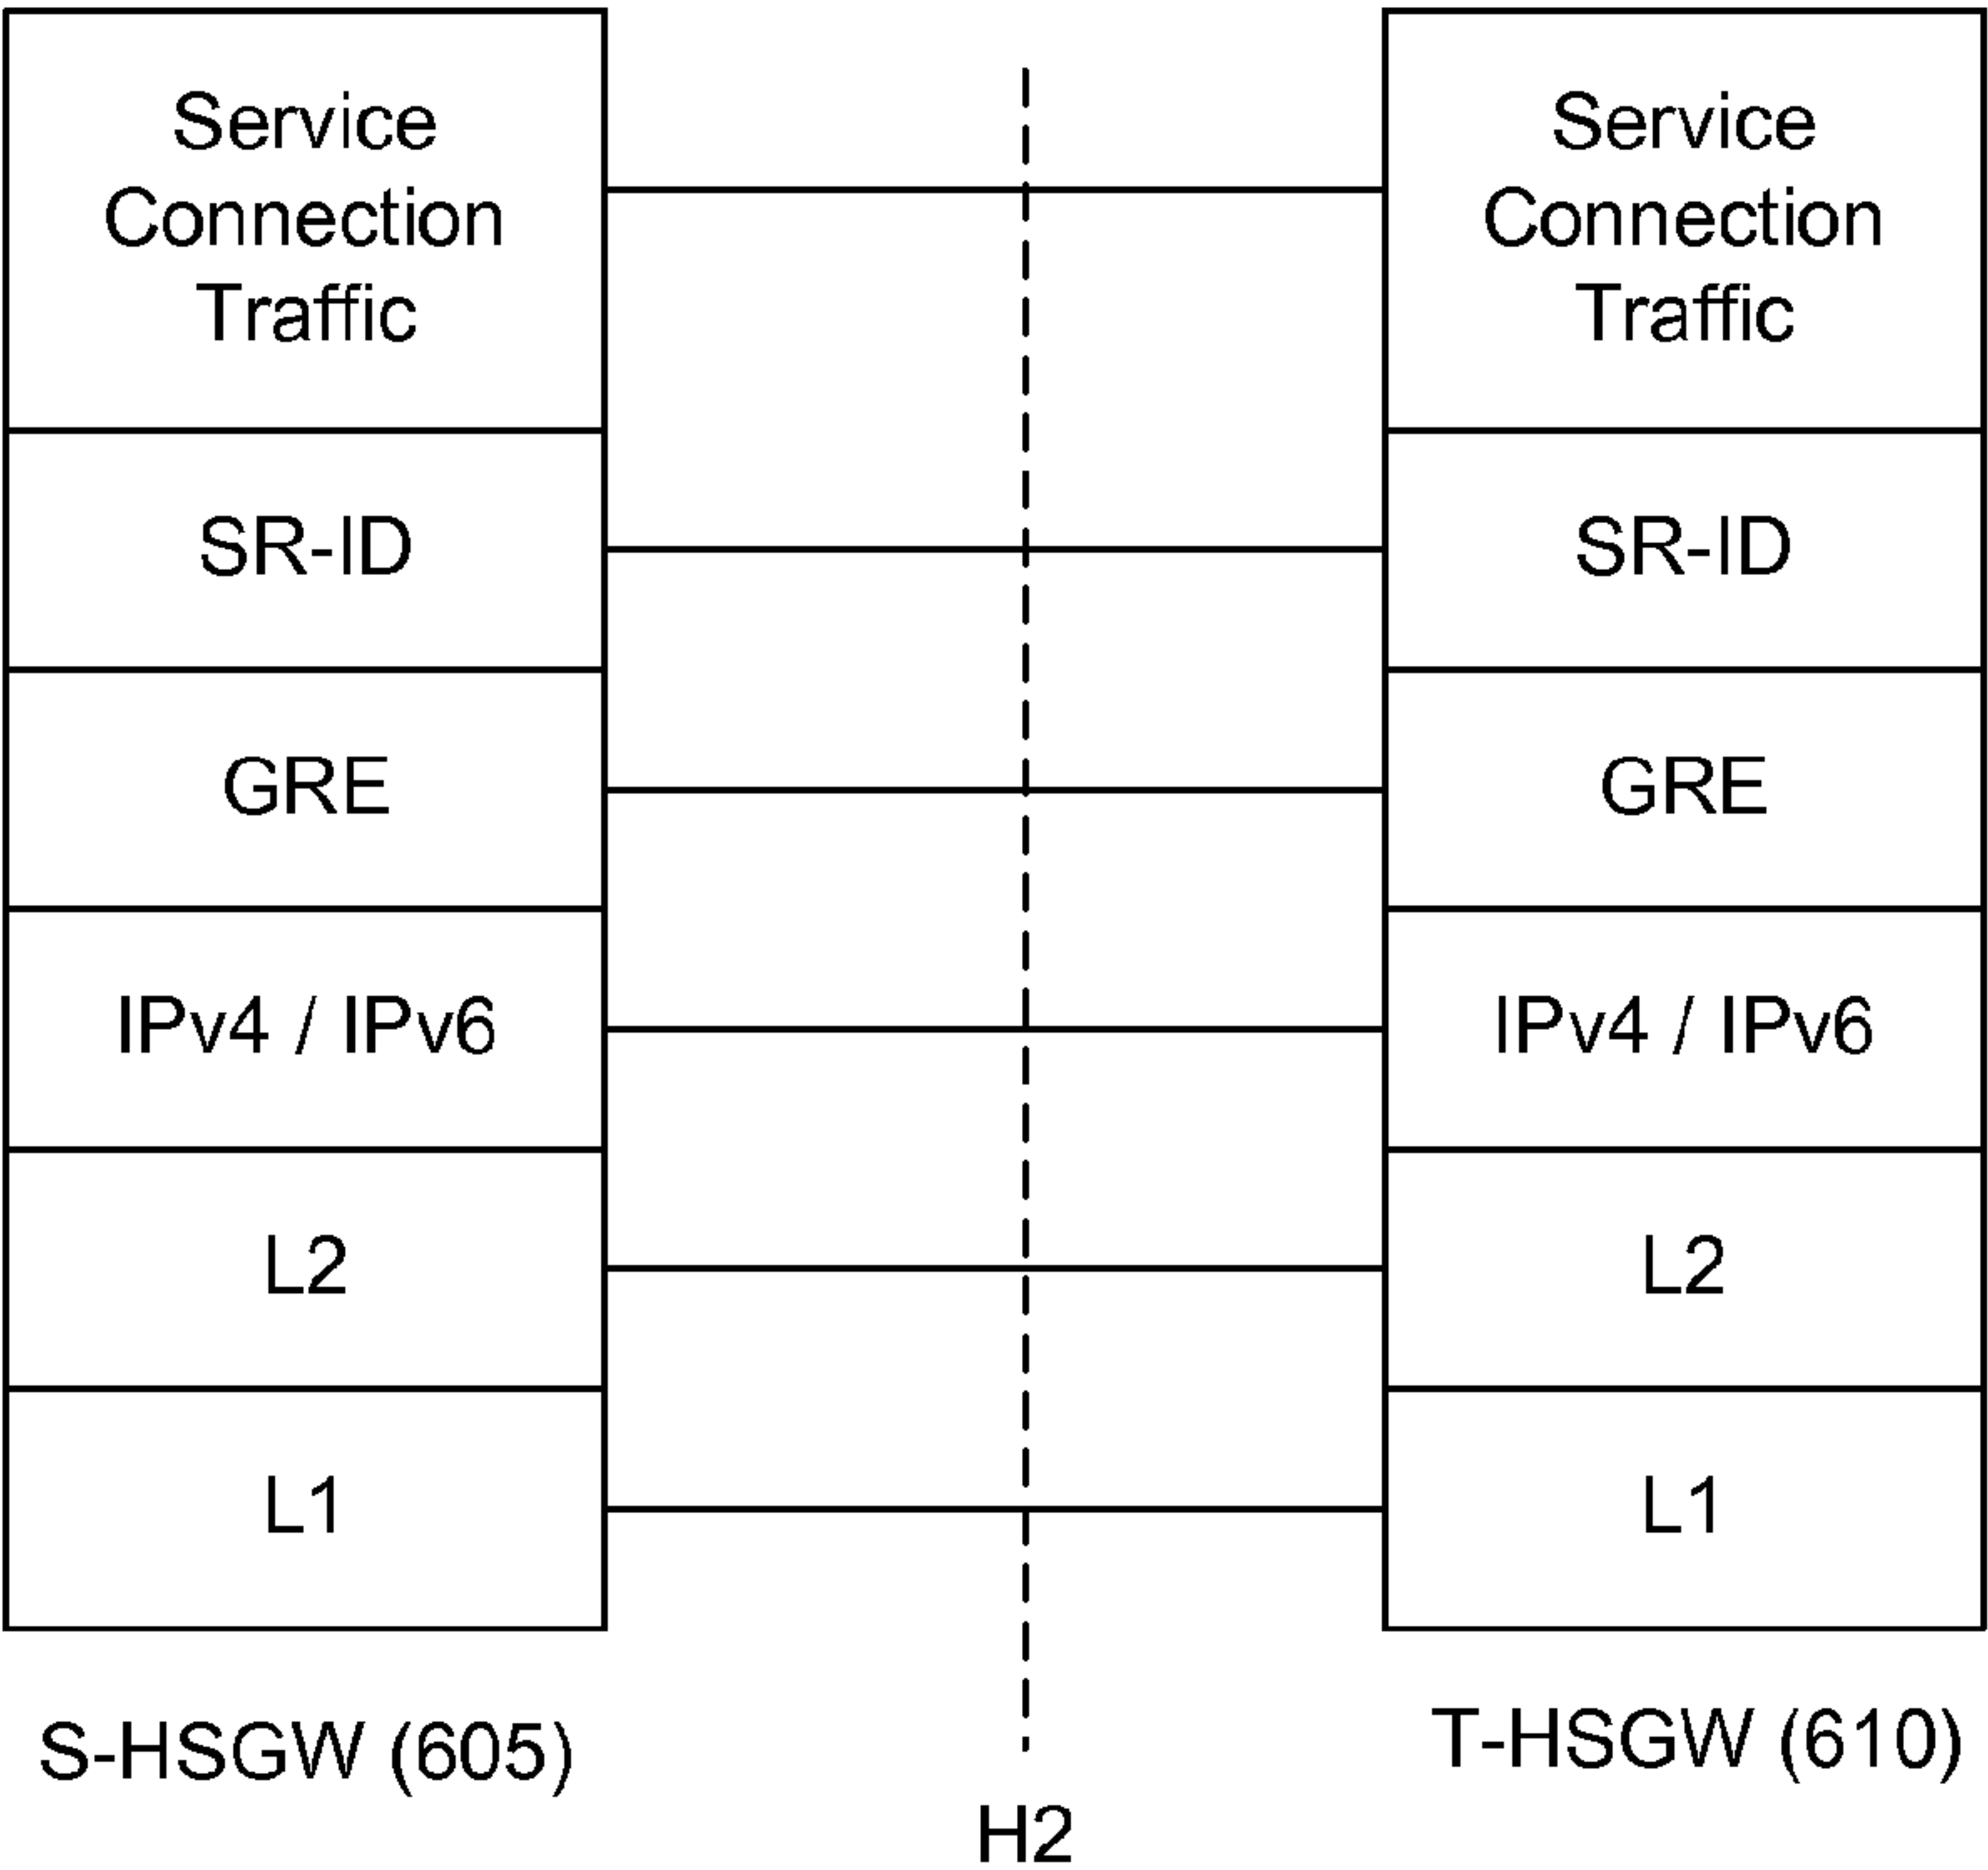 Service
Connection
Traffic
SR-ID
GRE
IPv4 / IPv6
L2
L1
S-HSGW (605)
Service
Connection
Traffic
SR-ID
GRE
IPv4 / IPv6
L2
L1
T-HSGW (610)
H2